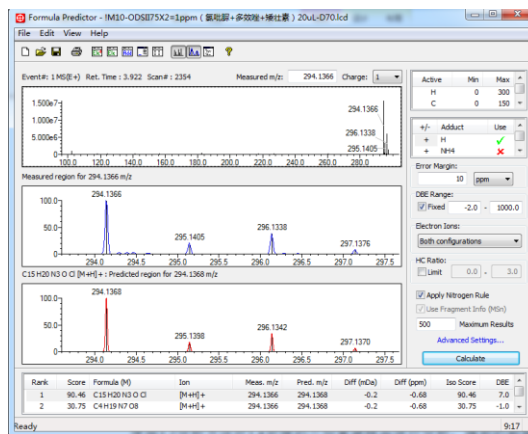 Formula Predictor - !M10-ODSII75X2=1ppm (氯吡脲+多效唑+矮壮素) 20uL-D70.lcd
File Edit View Help
Event#: 1 MS(E+) Ret. Time : 3.922 Scan# : 2354 Measured m/z: 294.1366 Charge: 1
1.500e7
1.000e7
5.000e6
294.1366
296.1338
295.1405
100.0 120.0 140.0 160.0 180.0 200.0 220.0 240.0 260.0 280.0
Measured region for 294.1366 m/z
100.0
50.0
0.0
294.1366
295.1405
296.1338
297.1376
294.0 294.5 295.0 295.5 296.0 296.5 297.0 297.5
C15 H20 N3 O Cl [M+H]+ : Predicted region for 294.1368 m/z
100.0
50.0
0.0
294.1368
295.1398
296.1342
297.1370
294.0 294.5 295.0 295.5 296.0 296.5 297.0 297.5
Active Min Max
H 0 300
C 0 150
+/- Adduct Use
+ H
+ NH4
Error Margin:
10 ppm
DBE Range:
Fixed -2.0 - 1000.0
Electron Ions:
Both configurations
HC Ratio:
Limit 0.0 - 3.0
Apply Nitrogen Rule
Use Fragment Info (MSn)
500 Maximum Results
Advanced Settings...
Calculate
Rank Score Formula (M) Ion Meas. m/z Pred. m/z Diff (mDa) Diff (ppm) Iso Score DBE
1 90.46 C15 H20 N3 O Cl [M+H]+ 294.1366 294.1368 -0.2 -0.68 90.46 7.0
2 30.75 C4 H19 N7 O8 [M+H]+ 294.1366 294.1368 -0.2 -0.68 30.75 -1.0
Ready 9:17